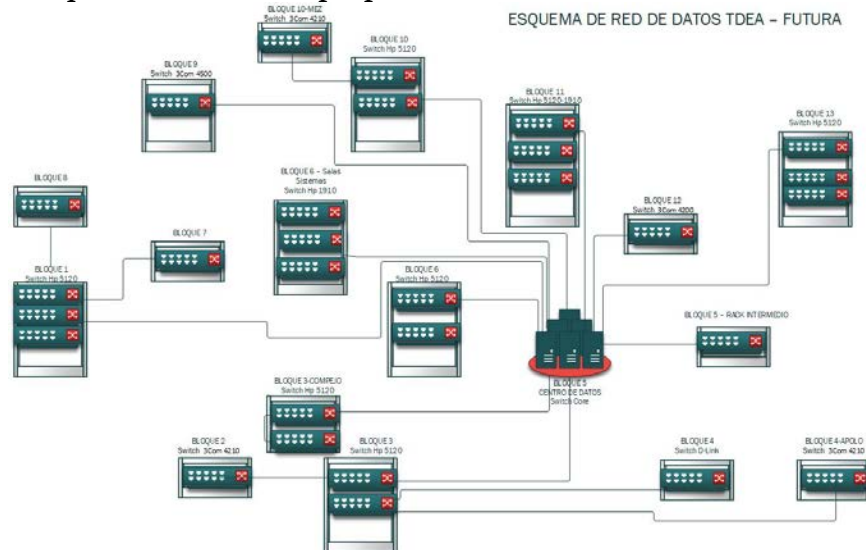 ESQUEMA DE RED DE DATOS TDEA – FUTURA
BLOQUE 10-MEZ
Switch 3Com 4210
BLOQUE 10
Switch Hp 5120
BLOQUE 9
Switch 3Com 4500
BLOQUE 11
Switch Hp 5120-1910
BLOQUE 13
Switch Hp 5120
BLOQUE 8
BLOQUE 6 – Salas
Sistemas
Switch Hp 1910
BLOQUE 12
Switch 3Com 4200
BLOQUE 7
BLOQUE 1
Switch Hp 5120
BLOQUE 6
Switch Hp 5120
BLOQUE 5 – RACK INTERMEDIO
BLOQUE 5
CENTRO DE DATOS
Switch Core
BLOQUE 3-COMPEJO
Switch Hp 5120
BLOQUE 2
Switch 3Com 4210
BLOQUE 3
Switch Hp 5120
BLOQUE 4
Switch D-Link
BLOQUE 4-APOLO
Switch 3Com 4210